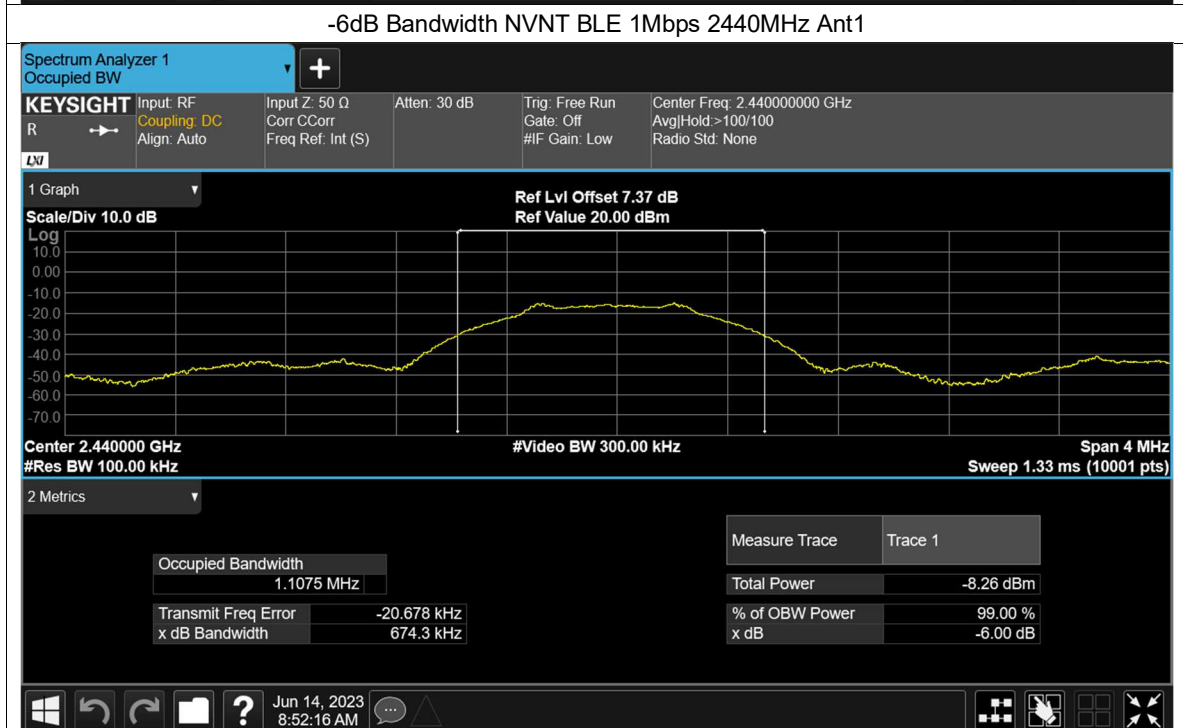 -6dB Bandwidth NVNT BLE 1Mbps 2440MHz Ant1
Spectrum Analyzer 1
Occupied BW
KEYSIGHT
R
LXI
Input: RF
Coupling: DC
Align: Auto
Input Z: 50 Ω
Corr CCorr
Freq Ref: Int (S)
Atten: 30 dB
Trig: Free Run
Gate: Off
#IF Gain: Low
Center Freq: 2.440000000 GHz
Avg|Hold:>100/100
Radio Std: None
1 Graph
Scale/Div 10.0 dB
Ref Lvl Offset 7.37 dB
Ref Value 20.00 dBm
Log
10.0
0.00
-10.0
-20.0
-30.0
-40.0
-50.0
-60.0
-70.0
Center 2.440000 GHz
#Video BW 300.00 kHz
Span 4 MHz
#Res BW 100.00 kHz
Sweep 1.33 ms (10001 pts)
2 Metrics
Measure Trace Trace 1
Occupied Bandwidth
1.1075 MHz
Total Power -8.26 dBm
Transmit Freq Error -20.678 kHz
% of OBW Power 99.00 %
x dB Bandwidth 674.3 kHz
x dB -6.00 dB
?
Jun 14, 2023
8:52:16 AM